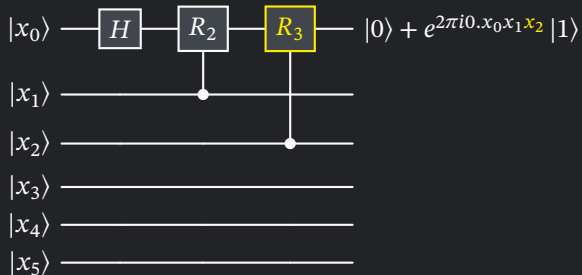 |x₀⟩ H R₂ R₃ |0⟩ + e^{2πi0.x₀x₁x₂} |1⟩
|x₁⟩
|x₂⟩
|x₃⟩
|x₄⟩
|x₅⟩